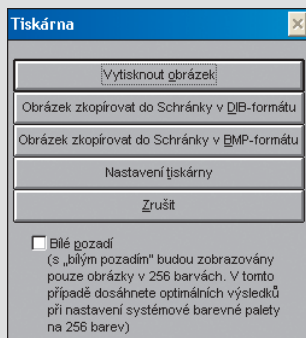 Tiskárna
Vytisknout obrázek
Obrázek zkopírovat do Schránky v DIB-formátu
Obrázek zkopírovat do Schránky v BMP-formátu
Nastavení tiskárny
Zrušit
Bílé pozadí
(s „bílým pozadím" budou zobrazovány
pouze obrázky v 256 barvách. V tomto
případě dosáhnete optimálních výsledků
při nastavení systémové barevné palety
na 256 barev)